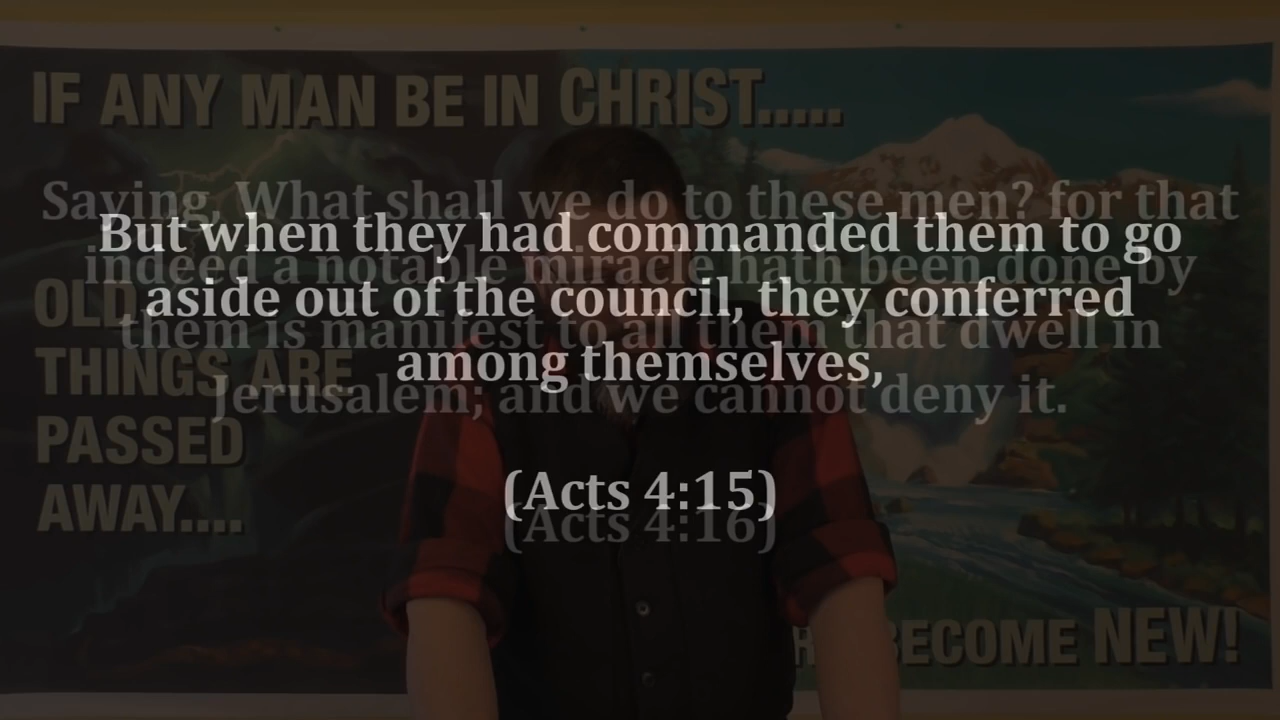 IF ANY MAN BE IN CHRIST.....
Saying, What shall we do to these men? for that
indeed a notable miracle hath been done by
them is manifest to all them that dwell in
Jerusalem; and we cannot deny it.
(Acts 4:16)
But when they had commanded them to go
aside out of the council, they conferred
among themselves,
(Acts 4:15)
OLD
THINGS ARE
PASSED
AWAY....
BECOME NEW!